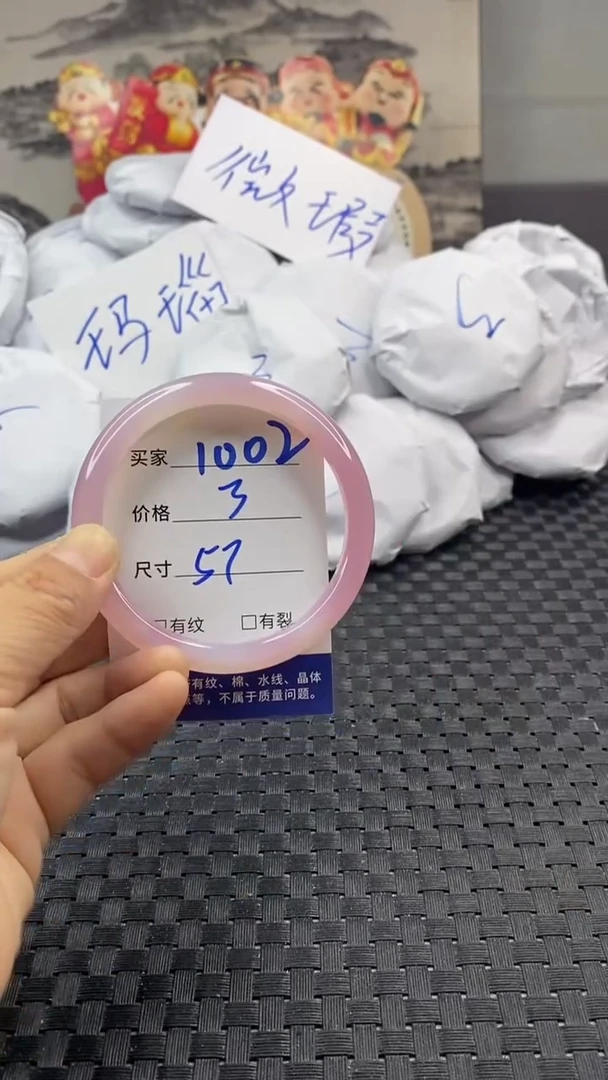 微瑕
玛瑙
买家 1002
价格 3
尺寸 57
□有纹 □有裂
有纹、棉、水线、晶体
等，不属于质量问题。